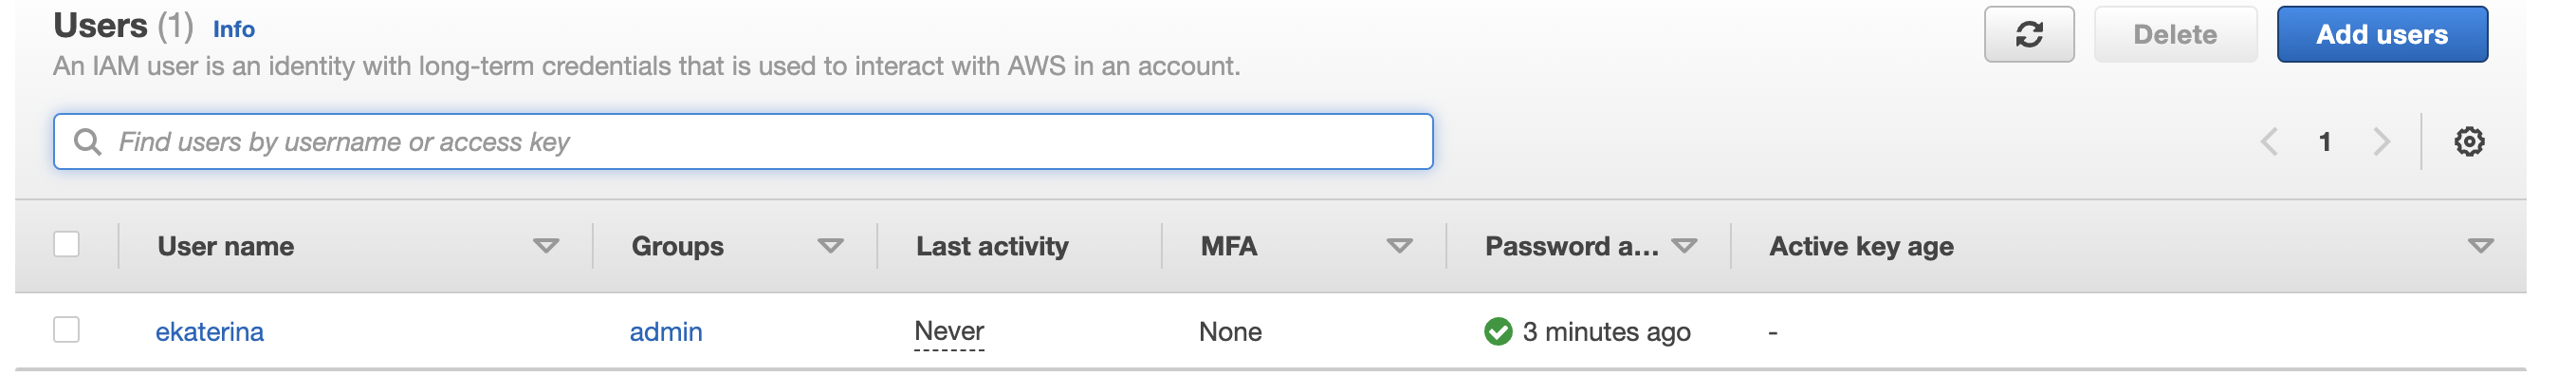 Users (1) Info
An IAM user is an identity with long-term credentials that is used to interact with AWS in an account.
Delete
Add users
Find users by username or access key
1
User name Groups Last activity MFA Password a... Active key age
ekaterina admin Never None 3 minutes ago -